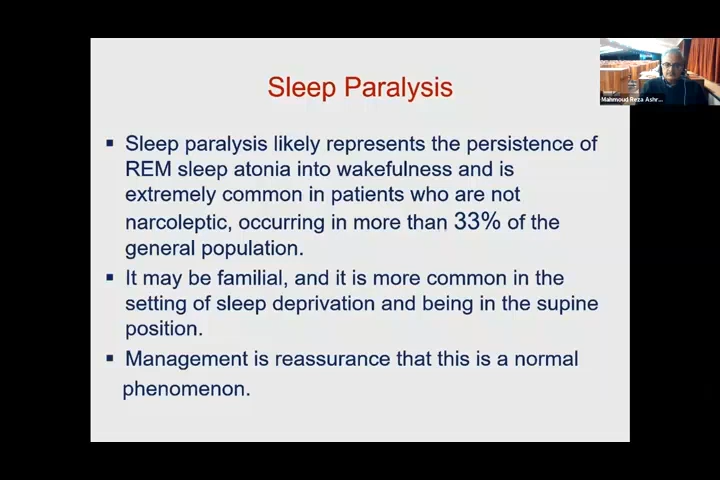 Sleep Paralysis
Mahmoud Reza Ashr...
▪ Sleep paralysis likely represents the persistence of
REM sleep atonia into wakefulness and is
extremely common in patients who are not
narcoleptic, occurring in more than 33% of the
general population.
▪ It may be familial, and it is more common in the
setting of sleep deprivation and being in the supine
position.
▪ Management is reassurance that this is a normal
phenomenon.